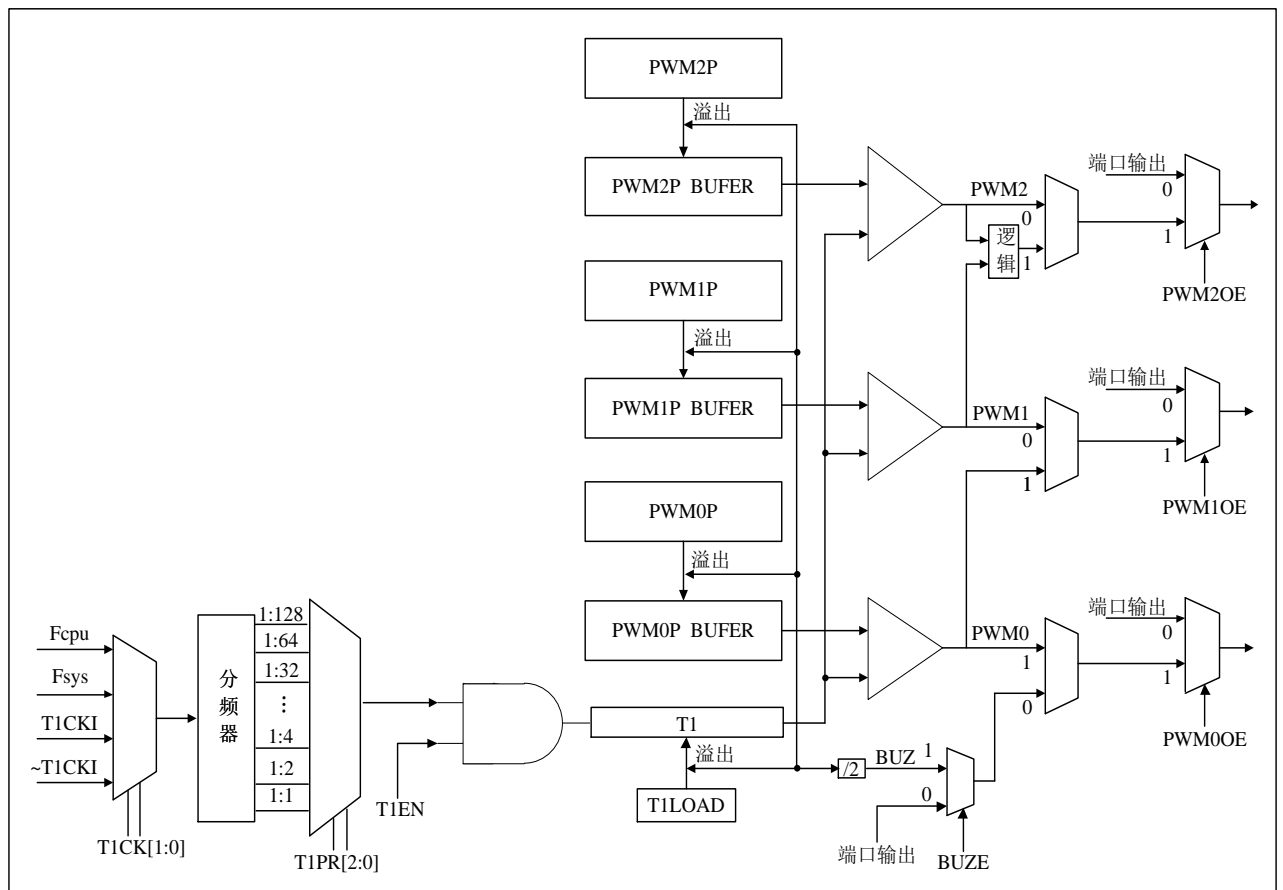 PWM2P
溢出
PWM2P BUFER
端口输出
0
PWM2
0
逻辑
1
1
PWM2OE
PWM1P
溢出
PWM1P BUFER
端口输出
0
PWM1
0
1
1
PWM1OE
PWM0P
溢出
PWM0P BUFER
端口输出
0
PWM0
1
0
1
PWM0OE
Fcpu
Fsys
T1CKI
~T1CKI
T1CK[1:0]
分频器
1:128
1:64
1:32
⋮
1:4
1:2
1:1
T1PR[2:0]
T1EN
T1
溢出
T1LOAD
/2
BUZ
1
0
端口输出
BUZE